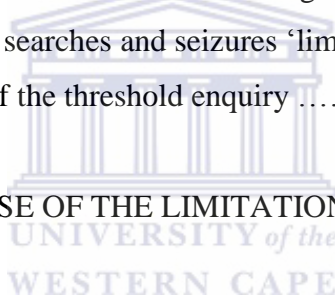 searches and seizures ‘lim
f the threshold enquiry ….
SE OF THE LIMITATION
UNIVERSITY of the
WESTERN CAPE